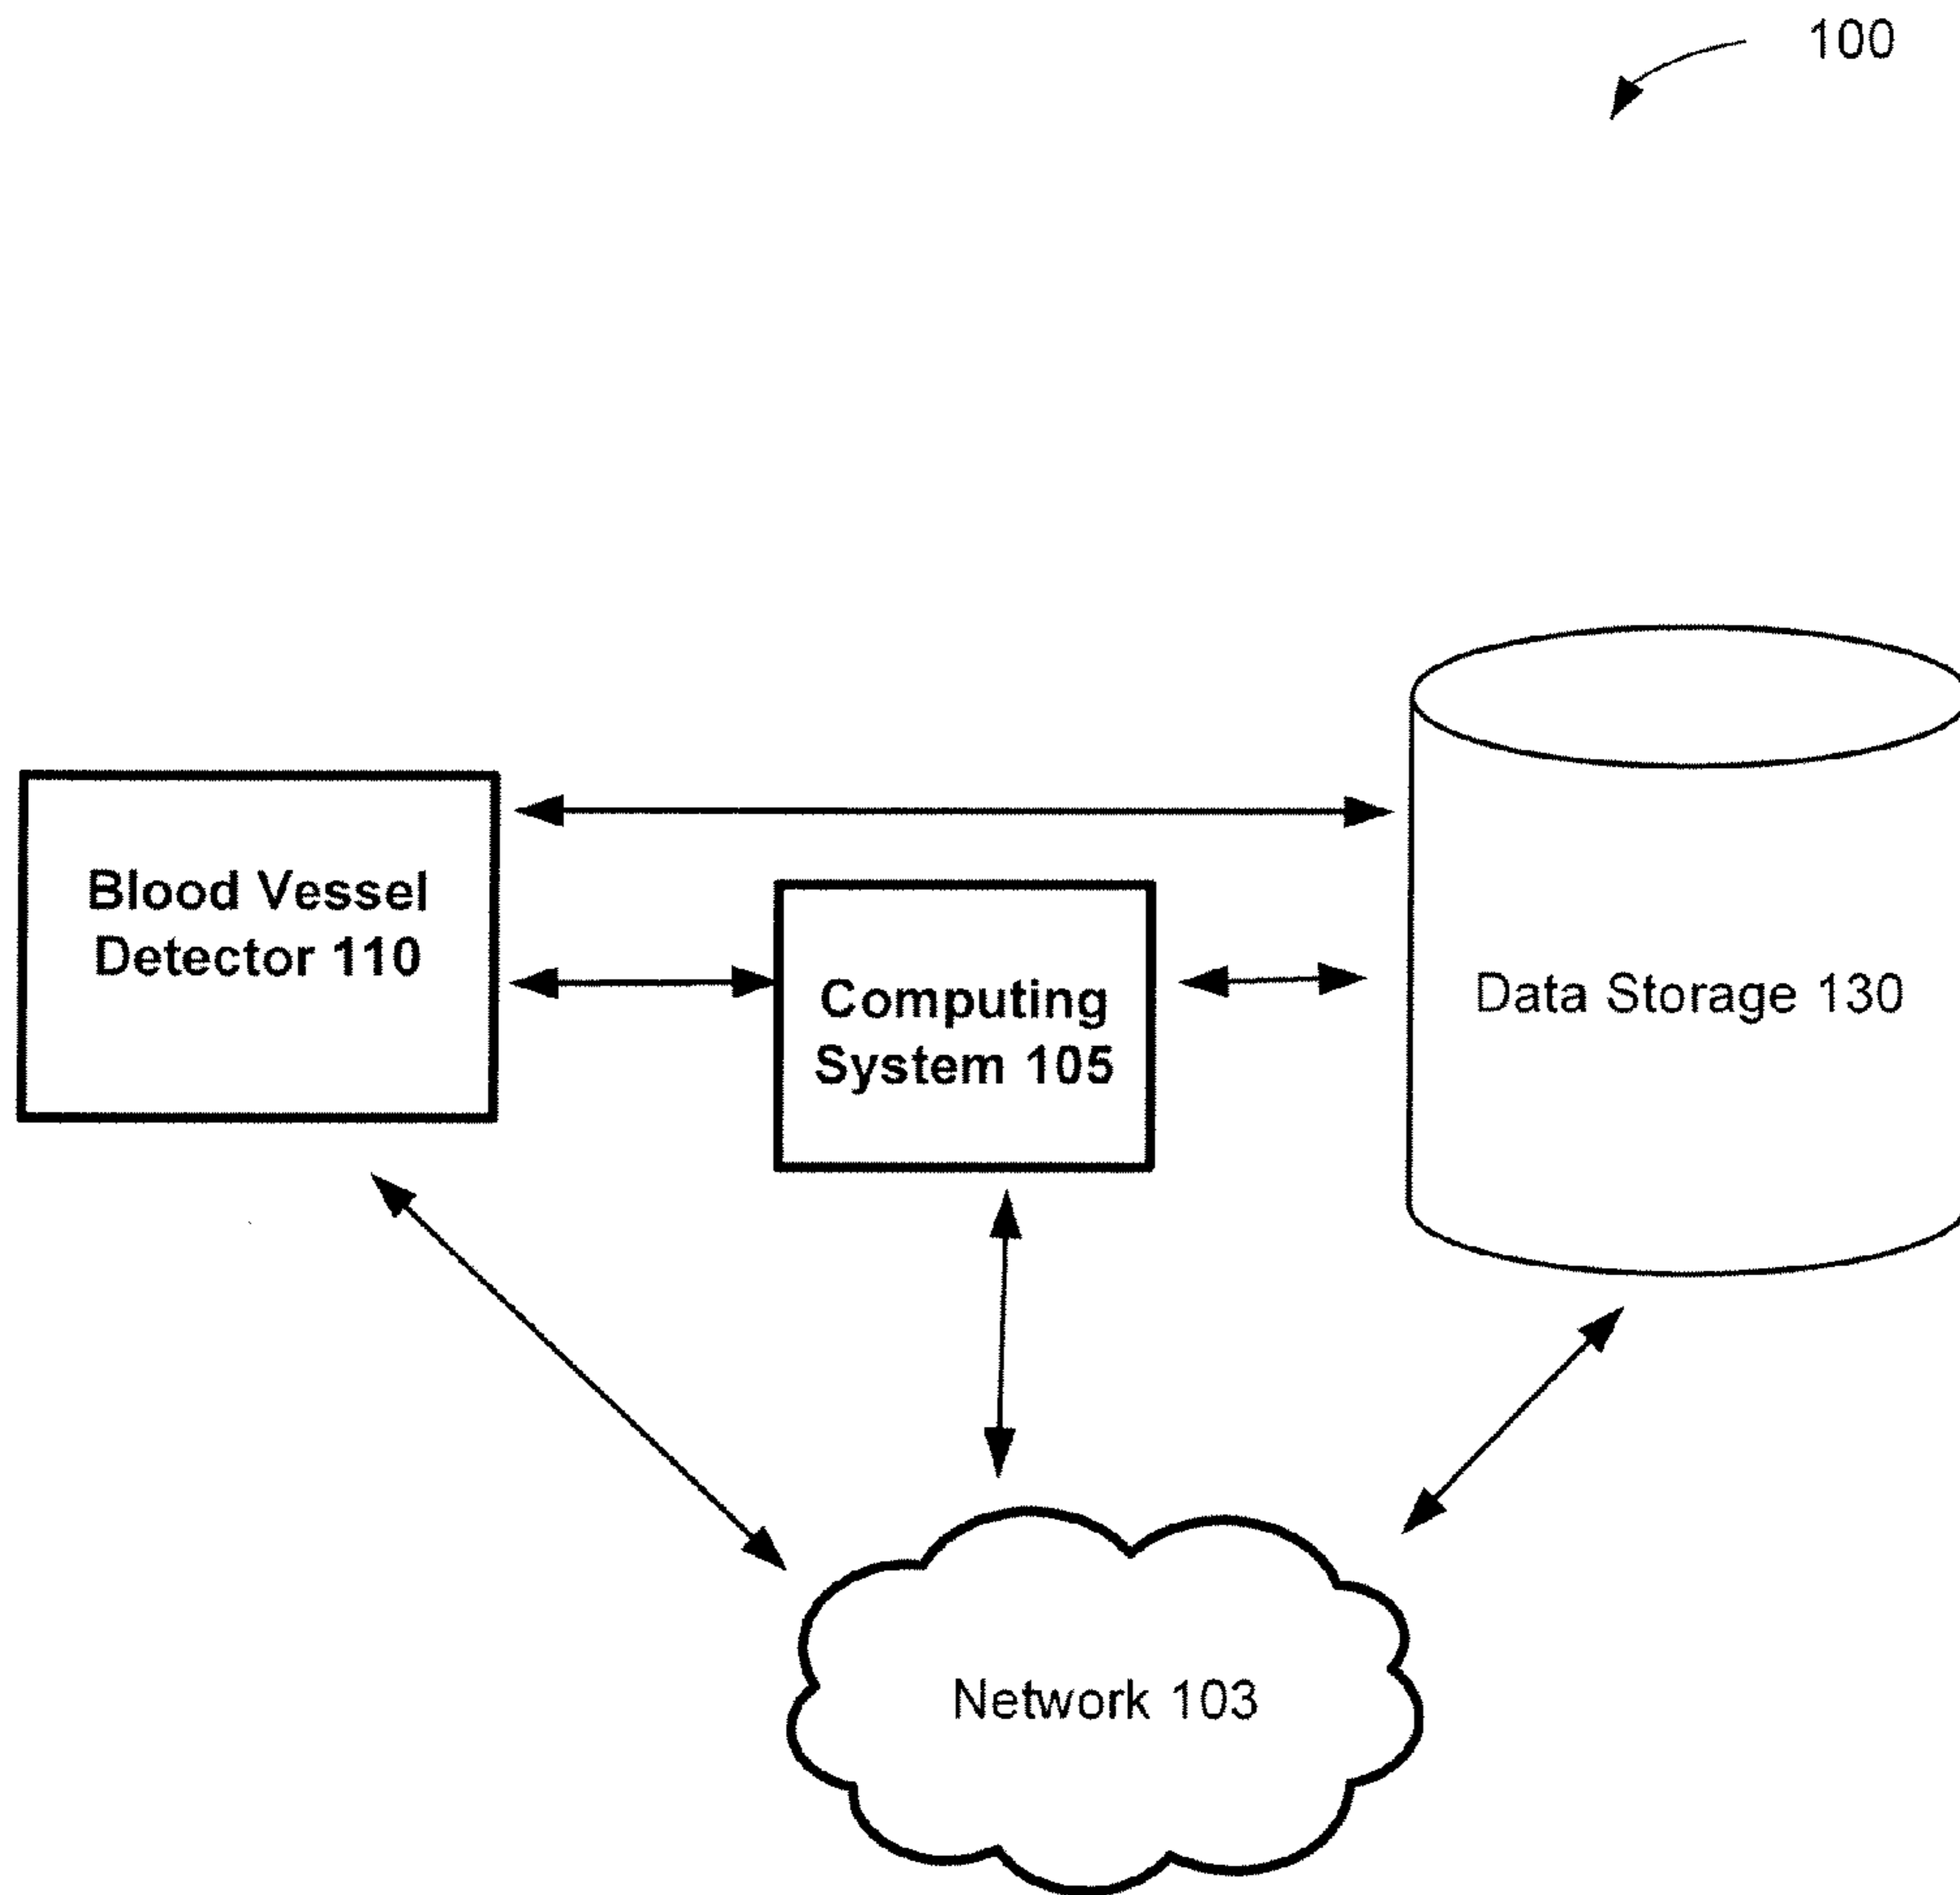 100
Blood Vessel
Detector 110
Computing
System 105
Data Storage 130
Network 103